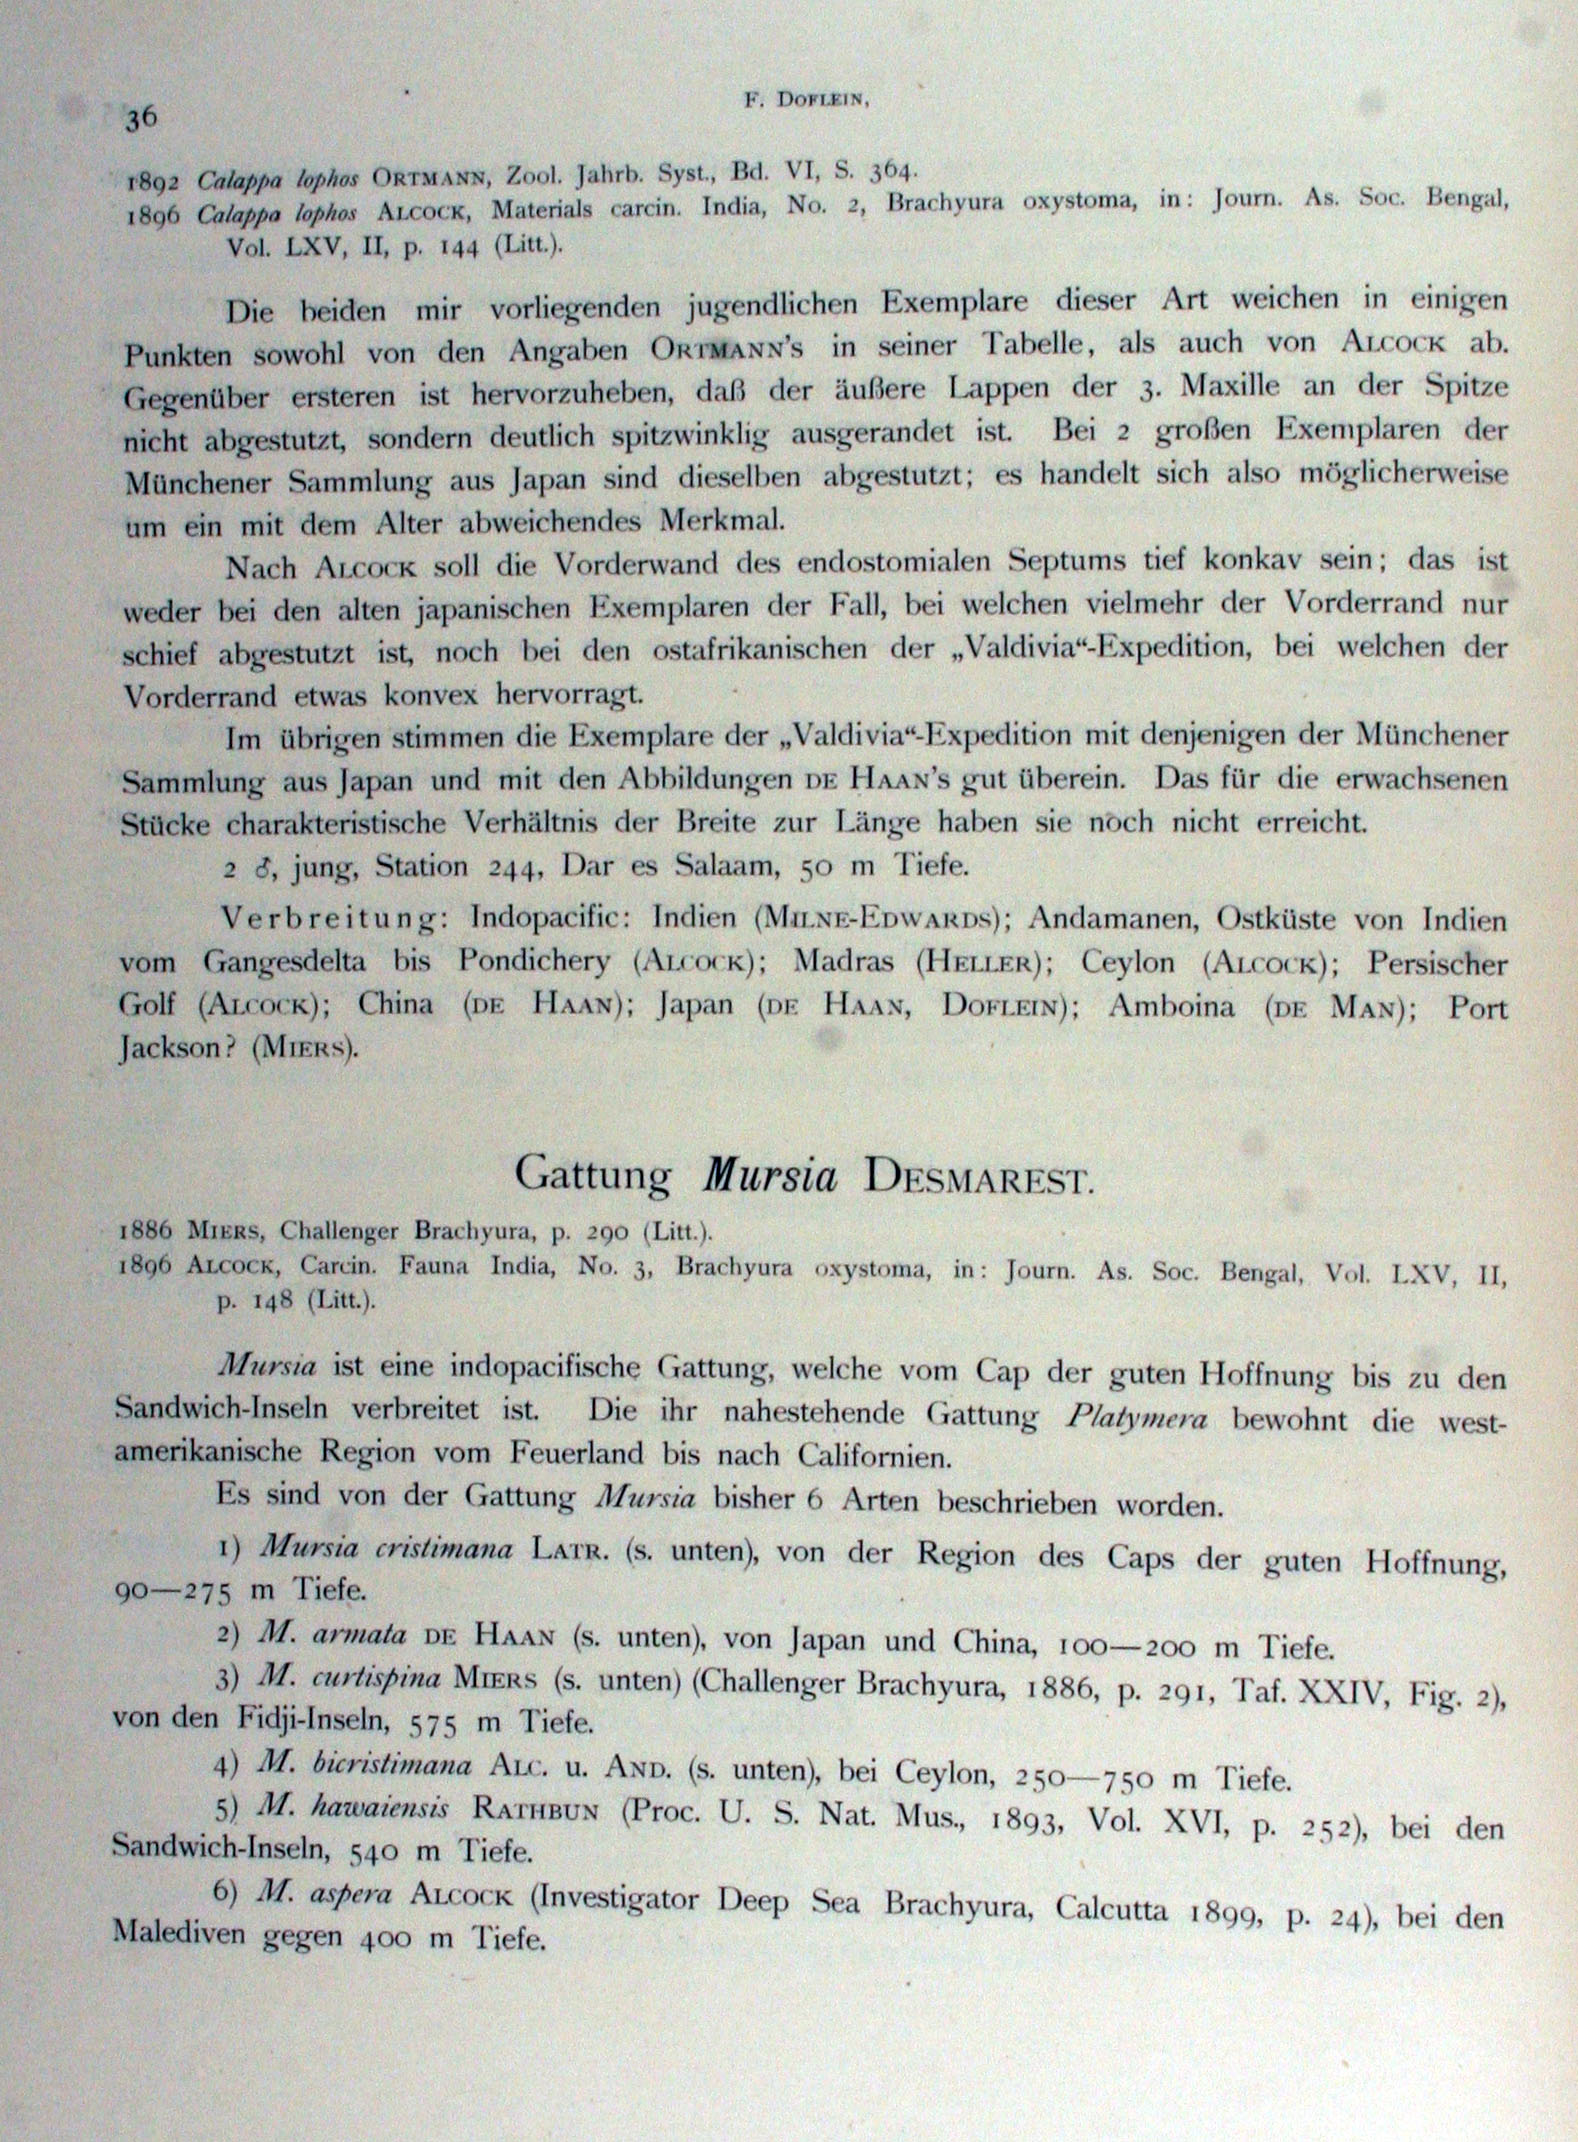 36
F. DOFLEIN,
1892 Calappa lophos ORTMANN, Zool. Jahrb. Syst., Bd. VI, S. 364.
1896 Calappa lophos ALCOCK, Materials carcin. India, No. 2, Brachyura oxystoma, in: Journ. As. Soc. Bengal,
Vol. LXV, II, p. 144 (Litt.).
Die beiden mir vorliegenden jugendlichen Exemplare dieser Art weichen in einigen
Punkten sowohl von den Angaben ORTMANN'S in seiner Tabelle, als auch von ALCOCK ab.
Gegenüber ersteren ist hervorzuheben, daß der äußere Lappen der 3. Maxille an der Spitze
nicht abgestutzt, sondern deutlich spitzwinklig ausgerandet ist. Bei 2 großen Exemplaren der
Münchener Sammlung aus Japan sind dieselben abgestutzt; es handelt sich also möglicherweise
um ein mit dem Alter abweichendes Merkmal.
Nach ALCOCK soll die Vorderwand des endostomialen Septums tief konkav sein; das ist
weder bei den alten japanischen Exemplaren der Fall, bei welchen vielmehr der Vorderrand nur
schief abgestutzt ist, noch bei den ostafrikanischen der „Valdivia“-Expedition, bei welchen der
Vorderrand etwas konvex hervorragt.
Im übrigen stimmen die Exemplare der „Valdivia“-Expedition mit denjenigen der Münchener
Sammlung aus Japan und mit den Abbildungen DE HAAN'S gut überein. Das für die erwachsenen
Stücke charakteristische Verhältnis der Breite zur Länge haben sie noch nicht erreicht.
2 ♂, jung, Station 244, Dar es Salaam, 50 m Tiefe.
Verbreitung: Indopacific: Indien (MILNE-EDWARDS); Andamanen, Ostküste von Indien
vom Gangesdelta bis Pondichery (ALCOCK); Madras (HELLER); Ceylon (ALCOCK); Persischer
Golf (ALCOCK); China (DE HAAN); Japan (DE HAAN, DOFLEIN); Amboina (DE MAN); Port
Jackson? (MIERS).
Gattung Mursia DESMAREST.
1886 MIERS, Challenger Brachyura, p. 290 (Litt.).
1896 ALCOCK, Carcin. Fauna India, No. 3, Brachyura oxystoma, in: Journ. As. Soc. Bengal, Vol. LXV, II,
p. 148 (Litt.).
Mursia ist eine indopacifische Gattung, welche vom Cap der guten Hoffnung bis zu den
Sandwich-Inseln verbreitet ist. Die ihr nahestehende Gattung Platymera bewohnt die west-
amerikanische Region vom Feuerland bis nach Californien.
Es sind von der Gattung Mursia bisher 6 Arten beschrieben worden.
1) Mursia cristimana LATR. (s. unten), von der Region des Caps der guten Hoffnung,
90—275 m Tiefe.
2) M. armata DE HAAN (s. unten), von Japan und China, 100—200 m Tiefe.
3) M. curtispina MIERS (s. unten) (Challenger Brachyura, 1886, p. 291, Taf. XXIV, Fig. 2),
von den Fidji-Inseln, 575 m Tiefe.
4) M. bicristimana ALC. u. AND. (s. unten), bei Ceylon, 250—750 m Tiefe.
5) M. hawaiensis RATHBUN (Proc. U. S. Nat. Mus., 1893, Vol. XVI, p. 252), bei den
Sandwich-Inseln, 540 m Tiefe.
6) M. aspera ALCOCK (Investigator Deep Sea Brachyura, Calcutta 1899, p. 24), bei den
Malediven gegen 400 m Tiefe.